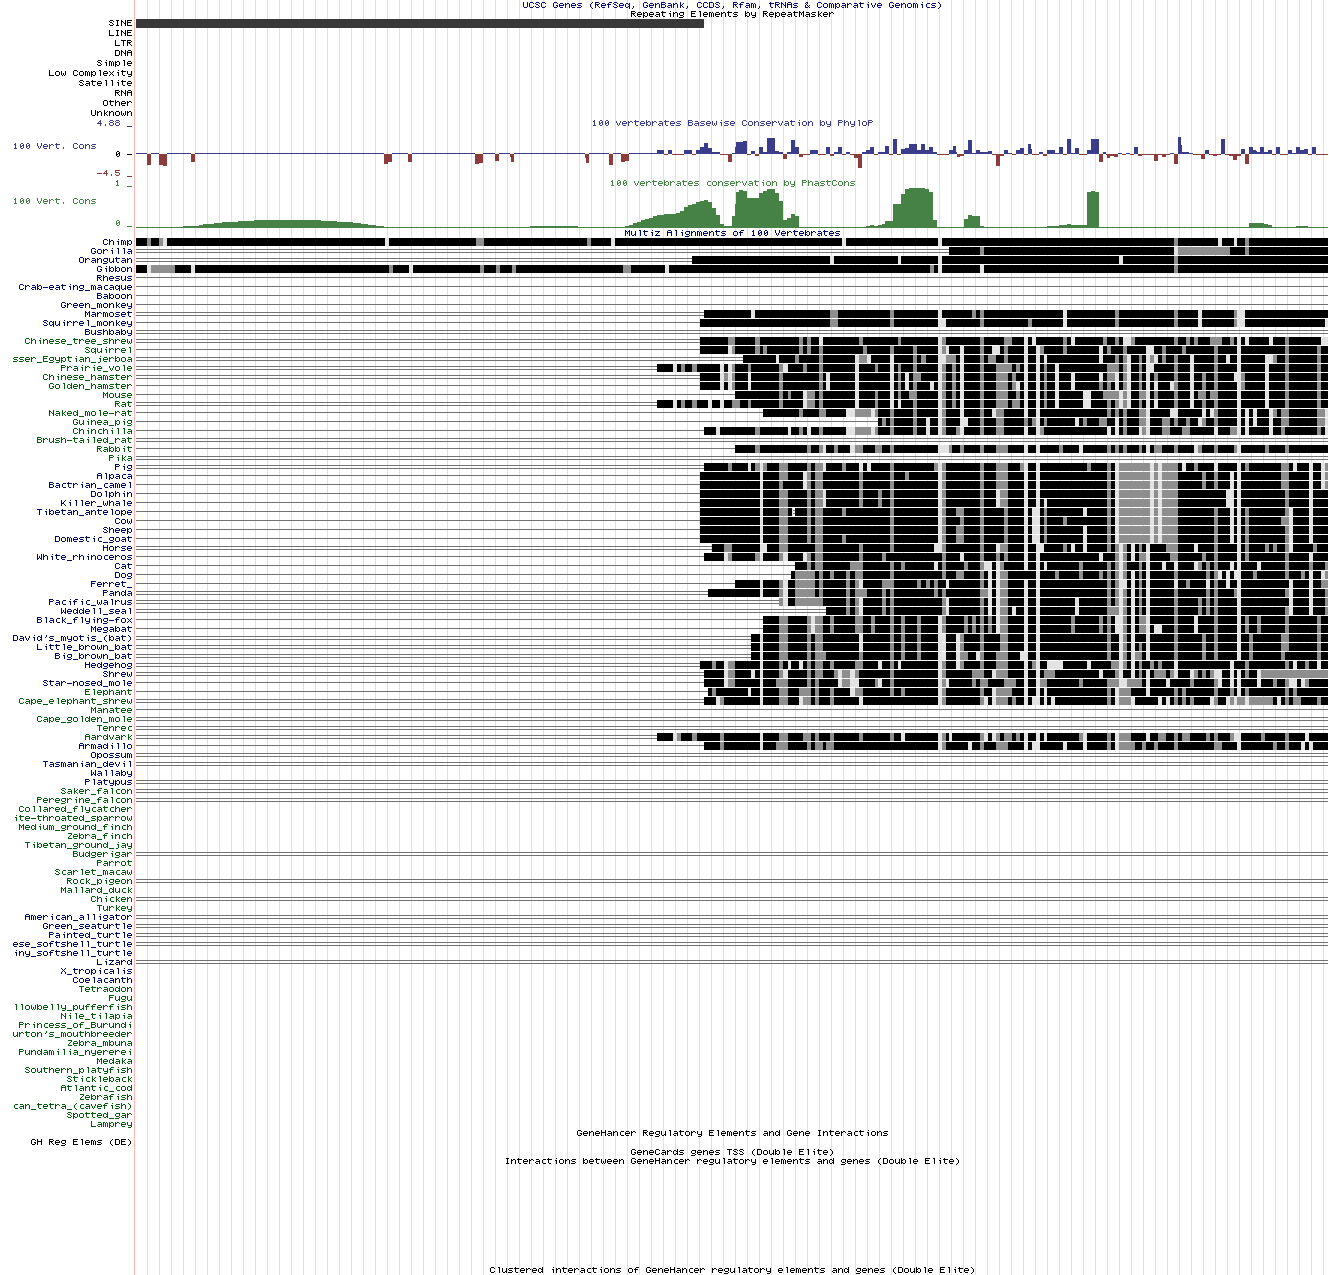 UCSC Genes (RefSeq, GenBank, CCDS, Rfam, tRNAs & Comparative Genomics)
Repeating Elements by RepeatMasker
SINE
LINE
LTR
DNA
Simple
Low Complexity
Satellite
RNA
Other
Unknown
4.88 _
100 vertebrates Basewise Conservation by PhyloP
100 Vert. Cons
0 -
-4.5 _
1 _
100 vertebrates conservation by PhastCons
100 Vert. Cons
0 _
Multiz Alignments of 100 Vertebrates
Chimp
Gorilla
Orangutan
Gibbon
Rhesus
Crab-eating_macaque
Baboon
Green_monkey
Marmoset
Squirrel_monkey
Bushbaby
Chinese_tree_shrew
Squirrel
sser_Egyptian_jerboa
Prairie_vole
Chinese_hamster
Golden_hamster
Mouse
Rat
Naked_mole-rat
Guinea_pig
Chinchilla
Brush-tailed_rat
Rabbit
Pika
Pig
Alpaca
Bactrian_camel
Dolphin
Killer_whale
Tibetan_antelope
Cow
Sheep
Domestic_goat
Horse
White_rhinoceros
Cat
Dog
Ferret_
Panda
Pacific_walrus
Weddell_seal
Black_flying-fox
Megabat
David's_myotis_(bat)
Little_brown_bat
Big_brown_bat
Hedgehog
Shrew
Star-nosed_mole
Elephant
Cape_elephant_shrew
Manatee
Cape_golden_mole
Tenrec
Aardvark
Armadillo
Opossum
Tasmanian_devil
Wallaby
Platypus
Saker_falcon
Peregrine_falcon
Collared_flycatcher
ite-throated_sparrow
Medium_ground_finch
Zebra_finch
Tibetan_ground_jay
Budgerigar
Parrot
Scarlet_macaw
Rock_pigeon
Mallard_duck
Chicken
Turkey
American_alligator
Green_seaturtle
Painted_turtle
ese_softshell_turtle
iny_softshell_turtle
Lizard
X_tropicalis
Coelacanth
Tetraodon
Fugu
llowbelly_pufferfish
Nile_tilapia
Princess_of_Burundi
urton's_mouthbreeder
Zebra_mbuna
Pundamilia_nyererei
Medaka
Southern_platyfish
Stickleback
Atlantic_cod
Zebrafish
can_tetra_(cavefish)
Spotted_gar
Lamprey
GeneHancer Regulatory Elements and Gene Interactions
GH Reg Elems (DE)
GeneCards genes TSS (Double Elite)
Interactions between GeneHancer regulatory elements and genes (Double Elite)
Clustered interactions of GeneHancer regulatory elements and genes (Double Elite)